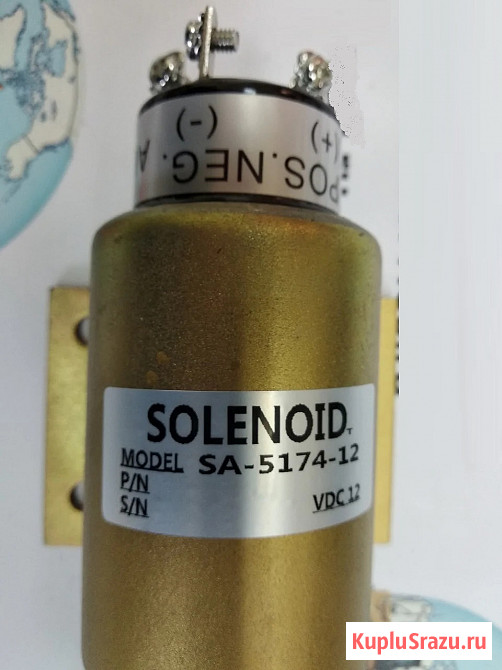 (-) (+)
A POS.NEG.
SOLENOID
MODEL SA-5174-12
P/N
S/N VDC 12
KupluSrazu.ru